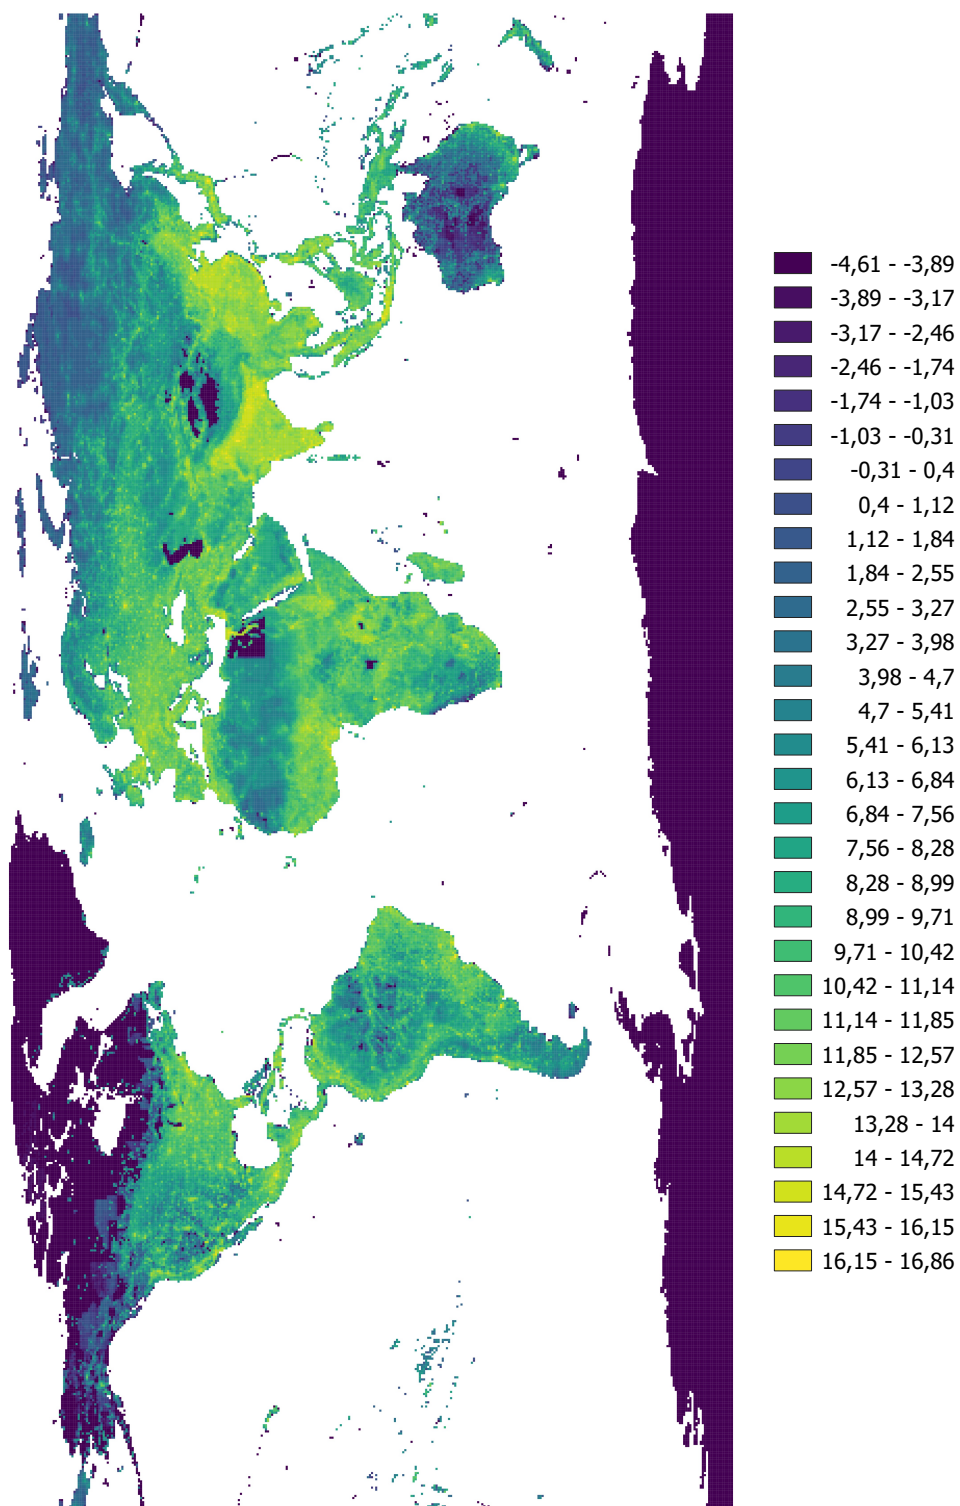 -4,61 - -3,89
-3,89 - -3,17
-3,17 - -2,46
-2,46 - -1,74
-1,74 - -1,03
-1,03 - -0,31
-0,31 - 0,4
0,4 - 1,12
1,12 - 1,84
1,84 - 2,55
2,55 - 3,27
3,27 - 3,98
3,98 - 4,7
4,7 - 5,41
5,41 - 6,13
6,13 - 6,84
6,84 - 7,56
7,56 - 8,28
8,28 - 8,99
8,99 - 9,71
9,71 - 10,42
10,42 - 11,14
11,14 - 11,85
11,85 - 12,57
12,57 - 13,28
13,28 - 14
14 - 14,72
14,72 - 15,43
15,43 - 16,15
16,15 - 16,86